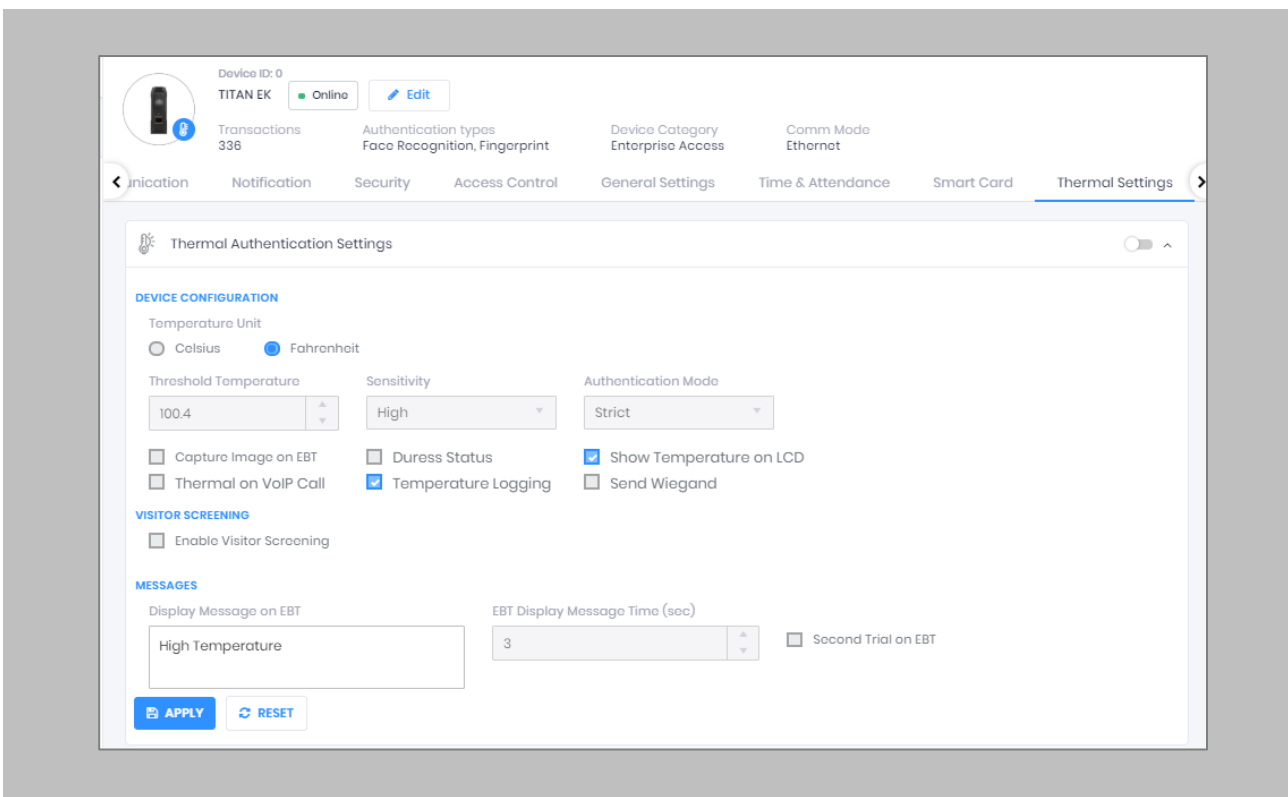 Device ID: 0
TITAN EK Online Edit
Transactions Authentication types Device Category Comm Mode
336 Face Recognition, Fingerprint Enterprise Access Ethernet
unication Notification Security Access Control General Settings Time & Attendance Smart Card Thermal Settings
Thermal Authentication Settings
DEVICE CONFIGURATION
Temperature Unit
Celsius Fahrenheit
Threshold Temperature Sensitivity Authentication Mode
100.4 High Strict
Capture Image on EBT Duress Status Show Temperature on LCD
Thermal on VoIP Call Temperature Logging Send Wiegand
VISITOR SCREENING
Enable Visitor Screening
MESSAGES
Display Message on EBT EBT Display Message Time (sec)
High Temperature 3 Second Trial on EBT
APPLY RESET